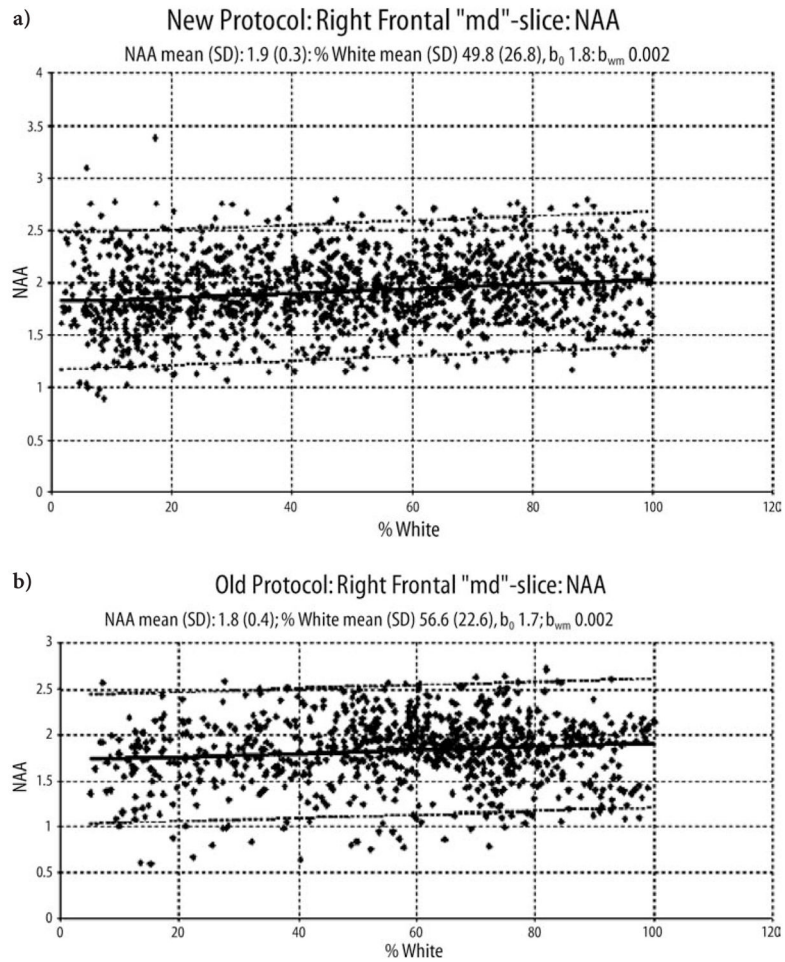 a)
New Protocol: Right Frontal "md"-slice: NAA
NAA mean (SD): 1.9 (0.3): % White mean (SD) 49.8 (26.8), b0 1.8: bwm 0.002
4
3.5
3
2.5
2
1.5
1
0.5
0
NAA
0 20 40 60 80 100 120
% White
b)
Old Protocol: Right Frontal "md"-slice: NAA
NAA mean (SD): 1.8 (0.4); % White mean (SD) 56.6 (22.6), b0 1.7; bwm 0.002
3
2.5
2
1.5
1
0.5
0
NAA
0 20 40 60 80 100 120
% White